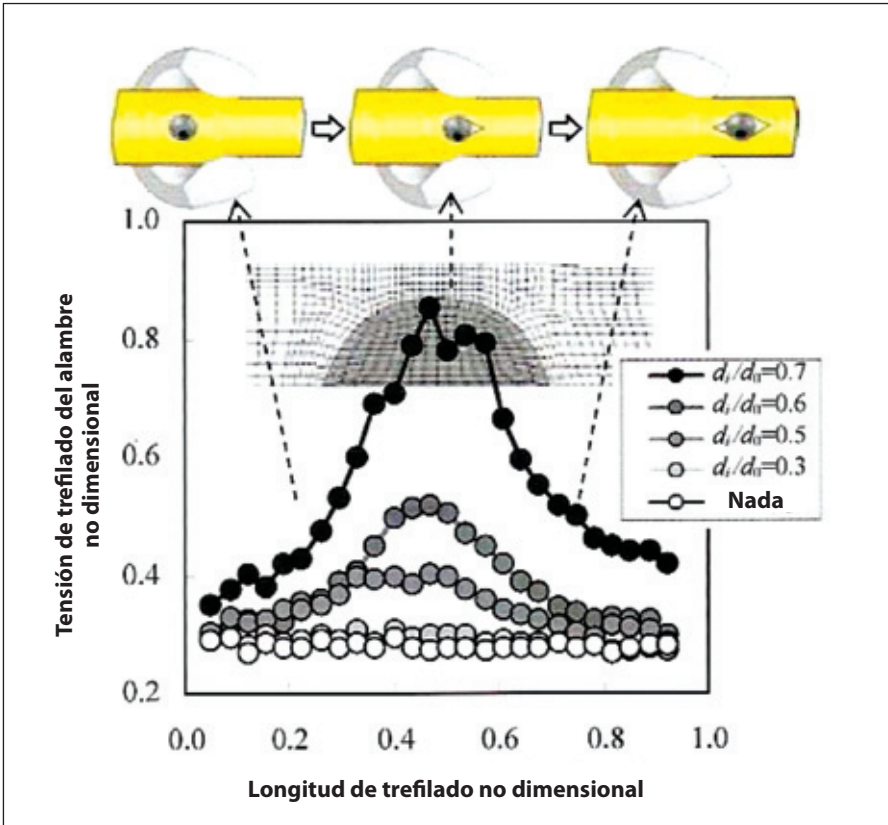 1.0
0.8
0.6
0.4
0.2
Tensión de trefilado del alambre
no dimensional
dᵢ/d₀=0.7
dᵢ/d₀=0.6
dᵢ/d₀=0.5
dᵢ/d₀=0.3
Nada
0.0 0.2 0.4 0.6 0.8 1.0
Longitud de trefilado no dimensional